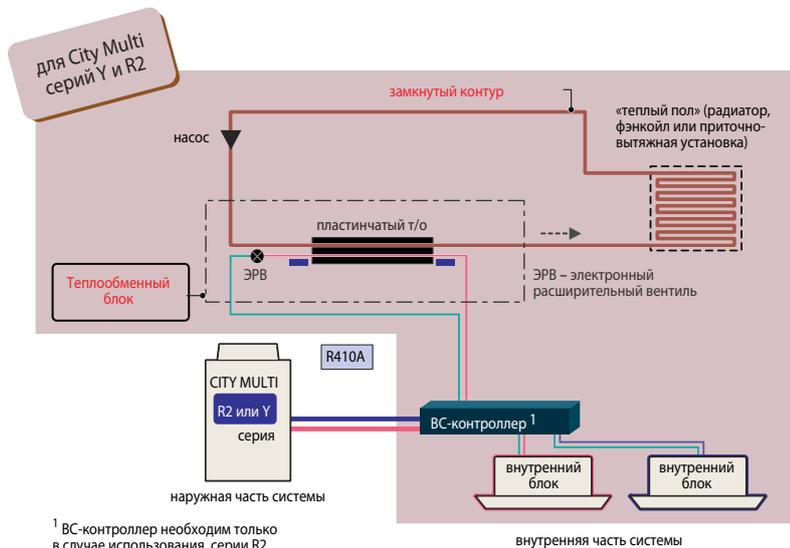 для City Multi
серий Y и R2
замкнутый контур
«теплый пол» (радиатор,
фэнкойл или приточно-
вытяжная установка)
насос
пластинчатый т/о
ЭРВ
ЭРВ – электронный
расширительный вентиль
Теплообменный
блок
R410A
CITY MULTI
R2 или Y
серия
BC-контроллер 1
внутренний
блок
внутренний
блок
наружная часть системы
1 BC-контроллер необходим только
в случае использования серии R2
внутренняя часть системы